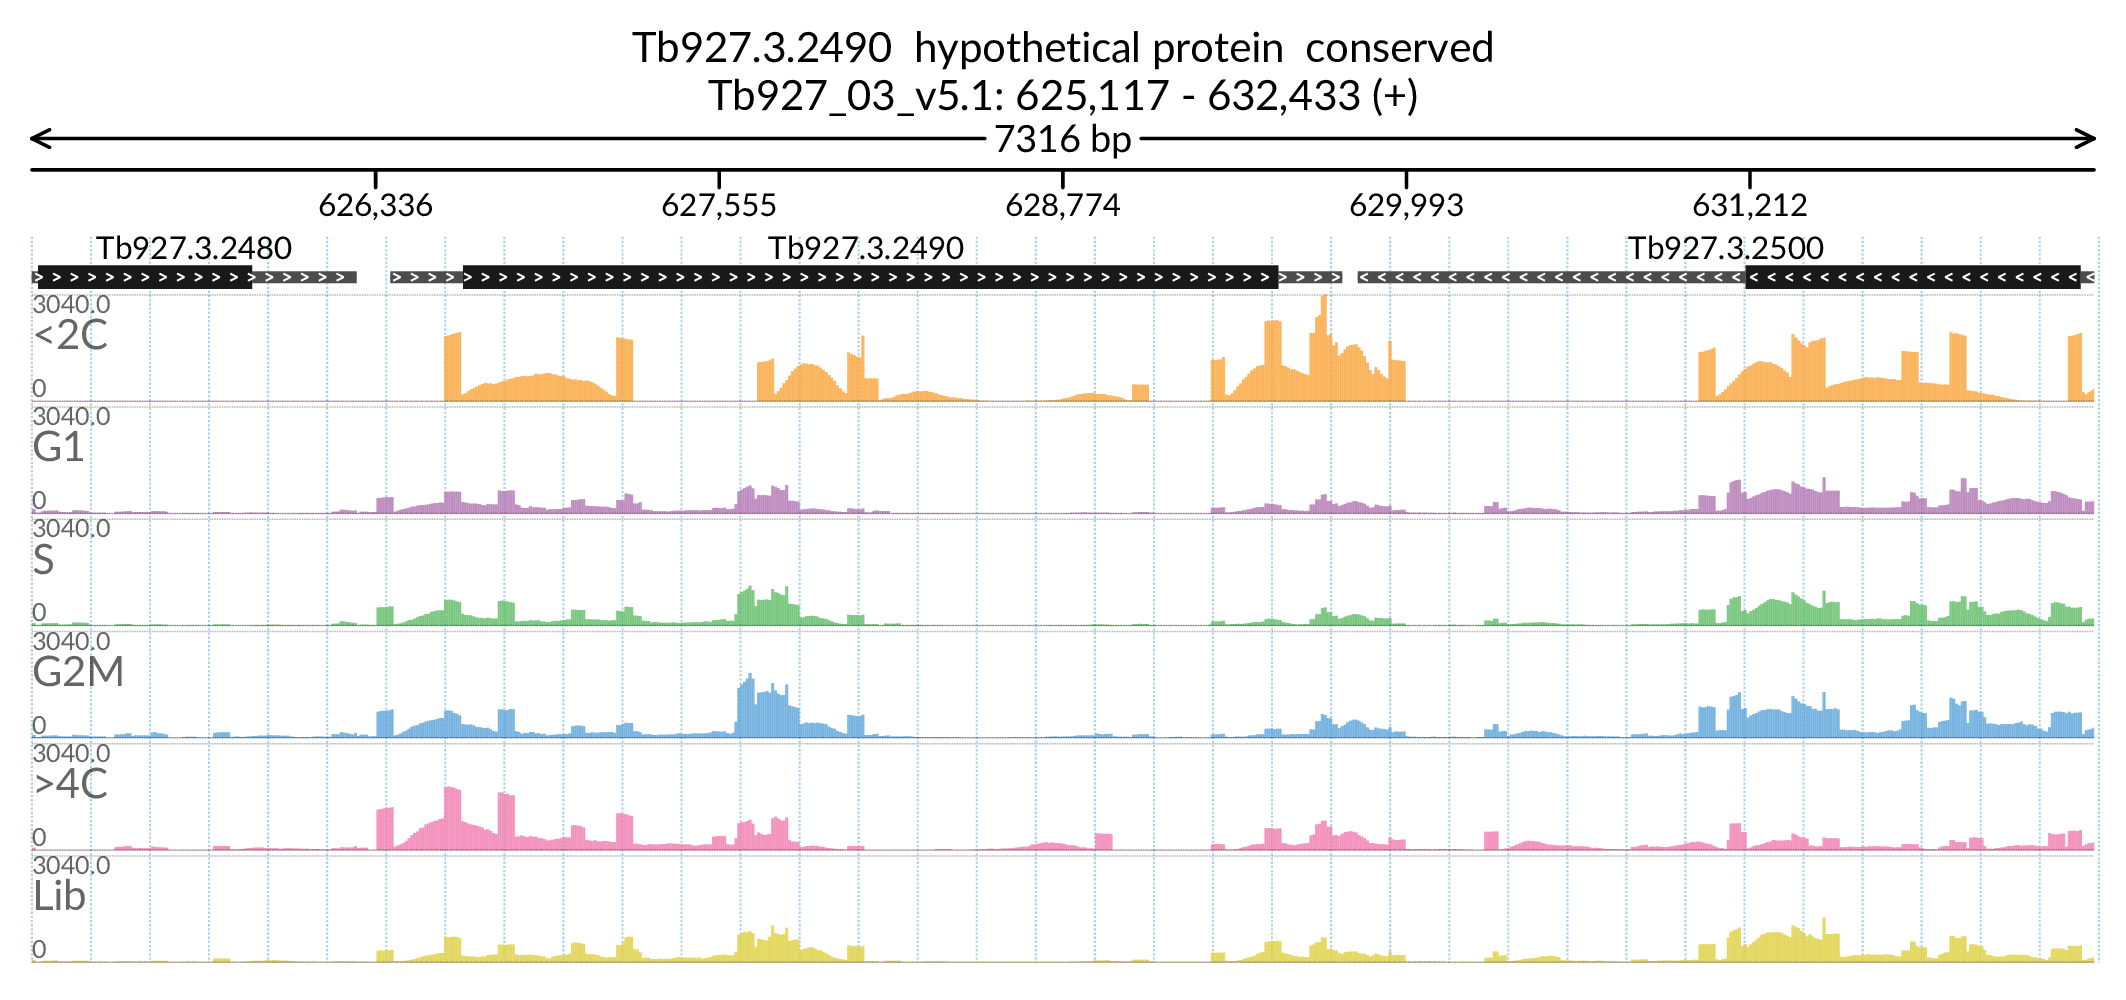 Tb927.3.2490  hypothetical protein  conserved
Tb927_03_v5.1: 625,117 - 632,433 (+)
7316 bp
626,336 627,555 628,774 629,993 631,212
Tb927.3.2480 Tb927.3.2490 Tb927.3.2500
3040.0
<2C
0
3040.0
G1
0
3040.0
S
0
3040.0
G2M
0
3040.0
>4C
0
3040.0
Lib
0